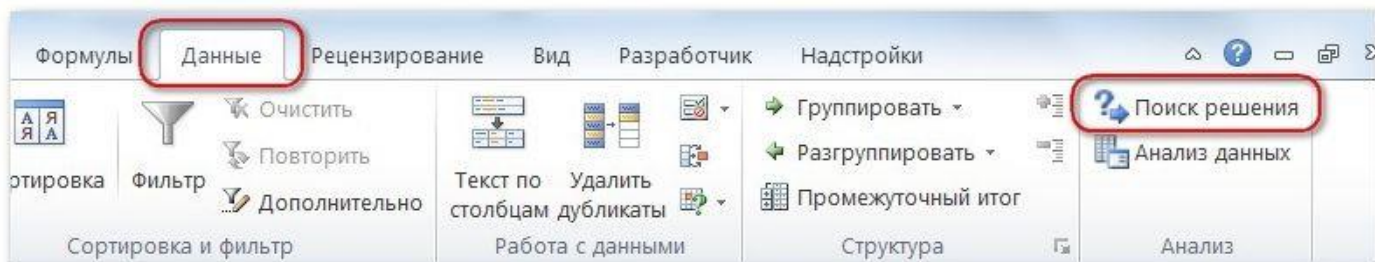 Формулы Данные Рецензирование Вид Разработчик Надстройки
Очистить
Повторить
Дополнительно
отировка Фильтр
Текст по столбцам
Удалить дубликаты
Группировать
Разгруппировать
Промежуточный итог
Поиск решения
Анализ данных
Сортировка и фильтр Работа с данными Структура Анализ